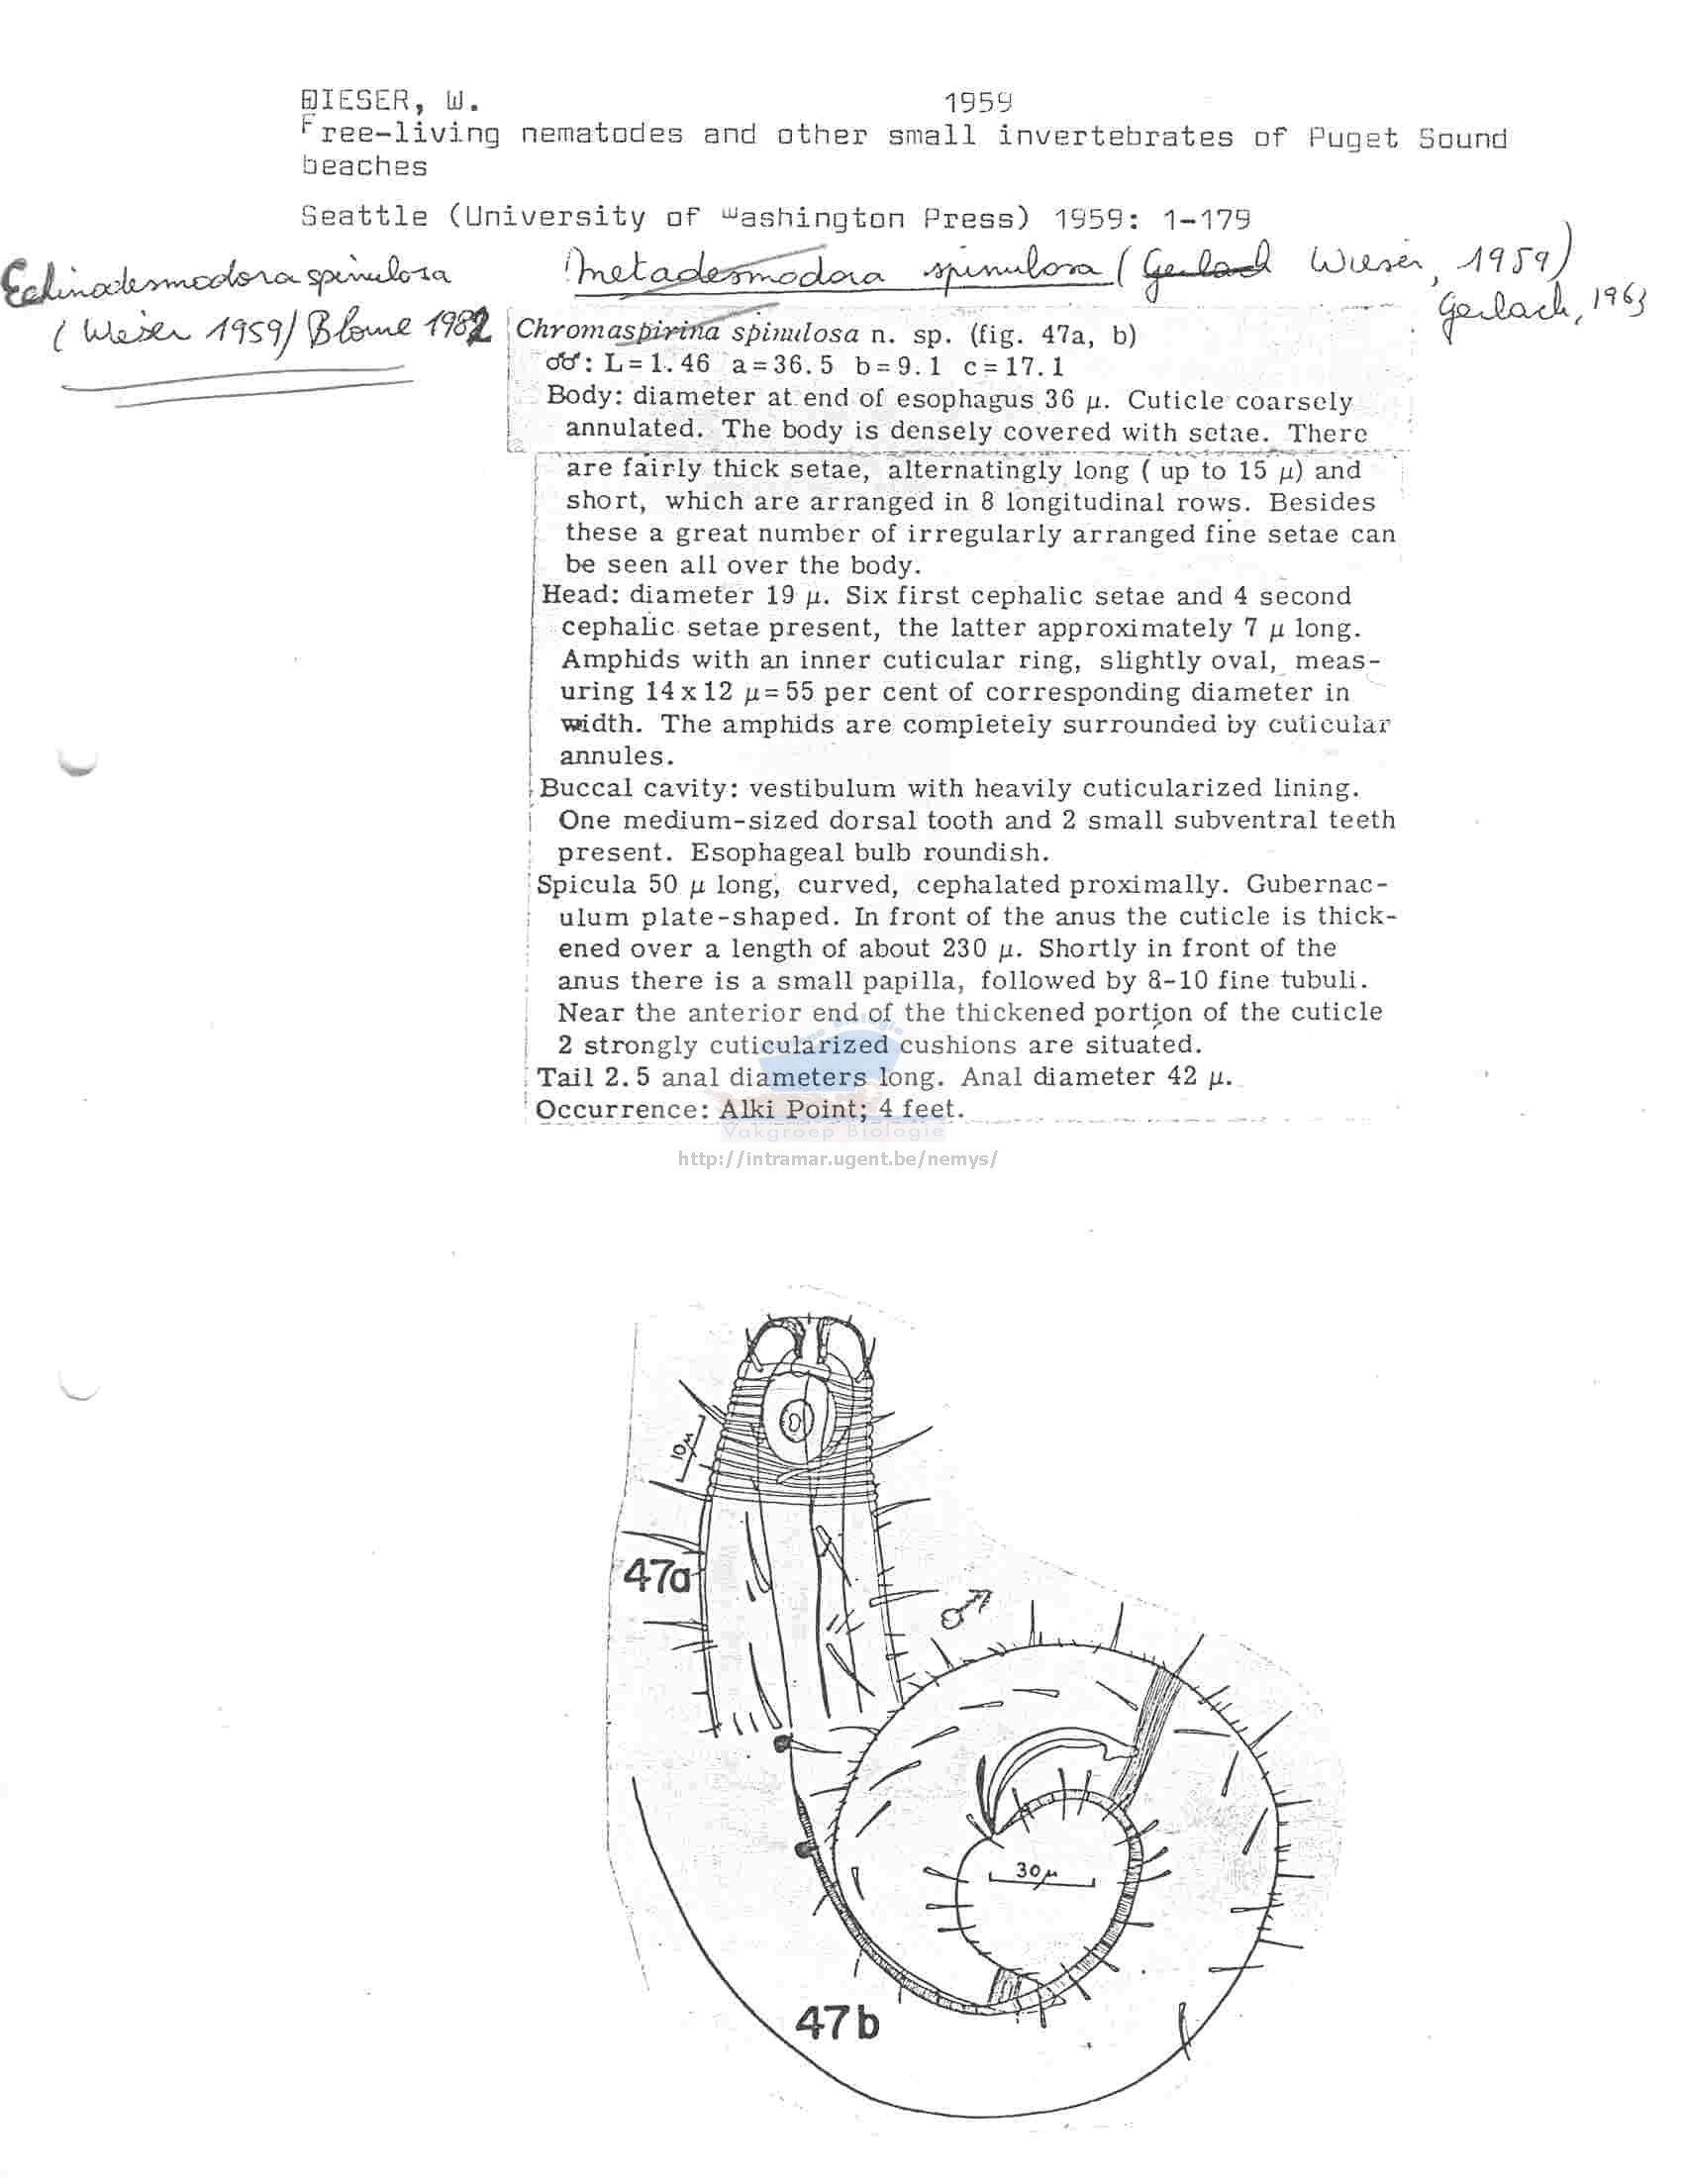 WIESER, W. 1959
Free-living nematodes and other small invertebrates of Puget Sound
beaches
Seattle (University of Washington Press) 1959: 1-179
Metadesmodora spinulosa (Gerlach Wieser, 1959)
Gerlach, 1963
Echinodesmodora spinulosa
(Wieser 1959) Blome 1982
Chromaspirina spinulosa n. sp. (fig. 47a, b)
♂♂: L=1.46 a=36.5 b=9.1 c=17.1
Body: diameter at end of esophagus 36 μ. Cuticle coarsely
annulated. The body is densely covered with setae. There
are fairly thick setae, alternatingly long ( up to 15 μ) and
short, which are arranged in 8 longitudinal rows. Besides
these a great number of irregularly arranged fine setae can
be seen all over the body.
Head: diameter 19 μ. Six first cephalic setae and 4 second
cephalic setae present, the latter approximately 7 μ long.
Amphids with an inner cuticular ring, slightly oval, meas-
uring 14 x 12 μ=55 per cent of corresponding diameter in
width. The amphids are completely surrounded by cuticular
annules.
Buccal cavity: vestibulum with heavily cuticularized lining.
One medium-sized dorsal tooth and 2 small subventral teeth
present. Esophageal bulb roundish.
Spicula 50 μ long, curved, cephalated proximally. Gubernac-
ulum plate-shaped. In front of the anus the cuticle is thick-
ened over a length of about 230 μ. Shortly in front of the
anus there is a small papilla, followed by 8-10 fine tubuli.
Near the anterior end of the thickened portion of the cuticle
2 strongly cuticularized cushions are situated.
Tail 2.5 anal diameters long. Anal diameter 42 μ.
Occurrence: Alki Point; 4 feet.
Vakgroep Biologie
http://intramar.ugent.be/nemys/
10μ
47a
♂
30μ
47b